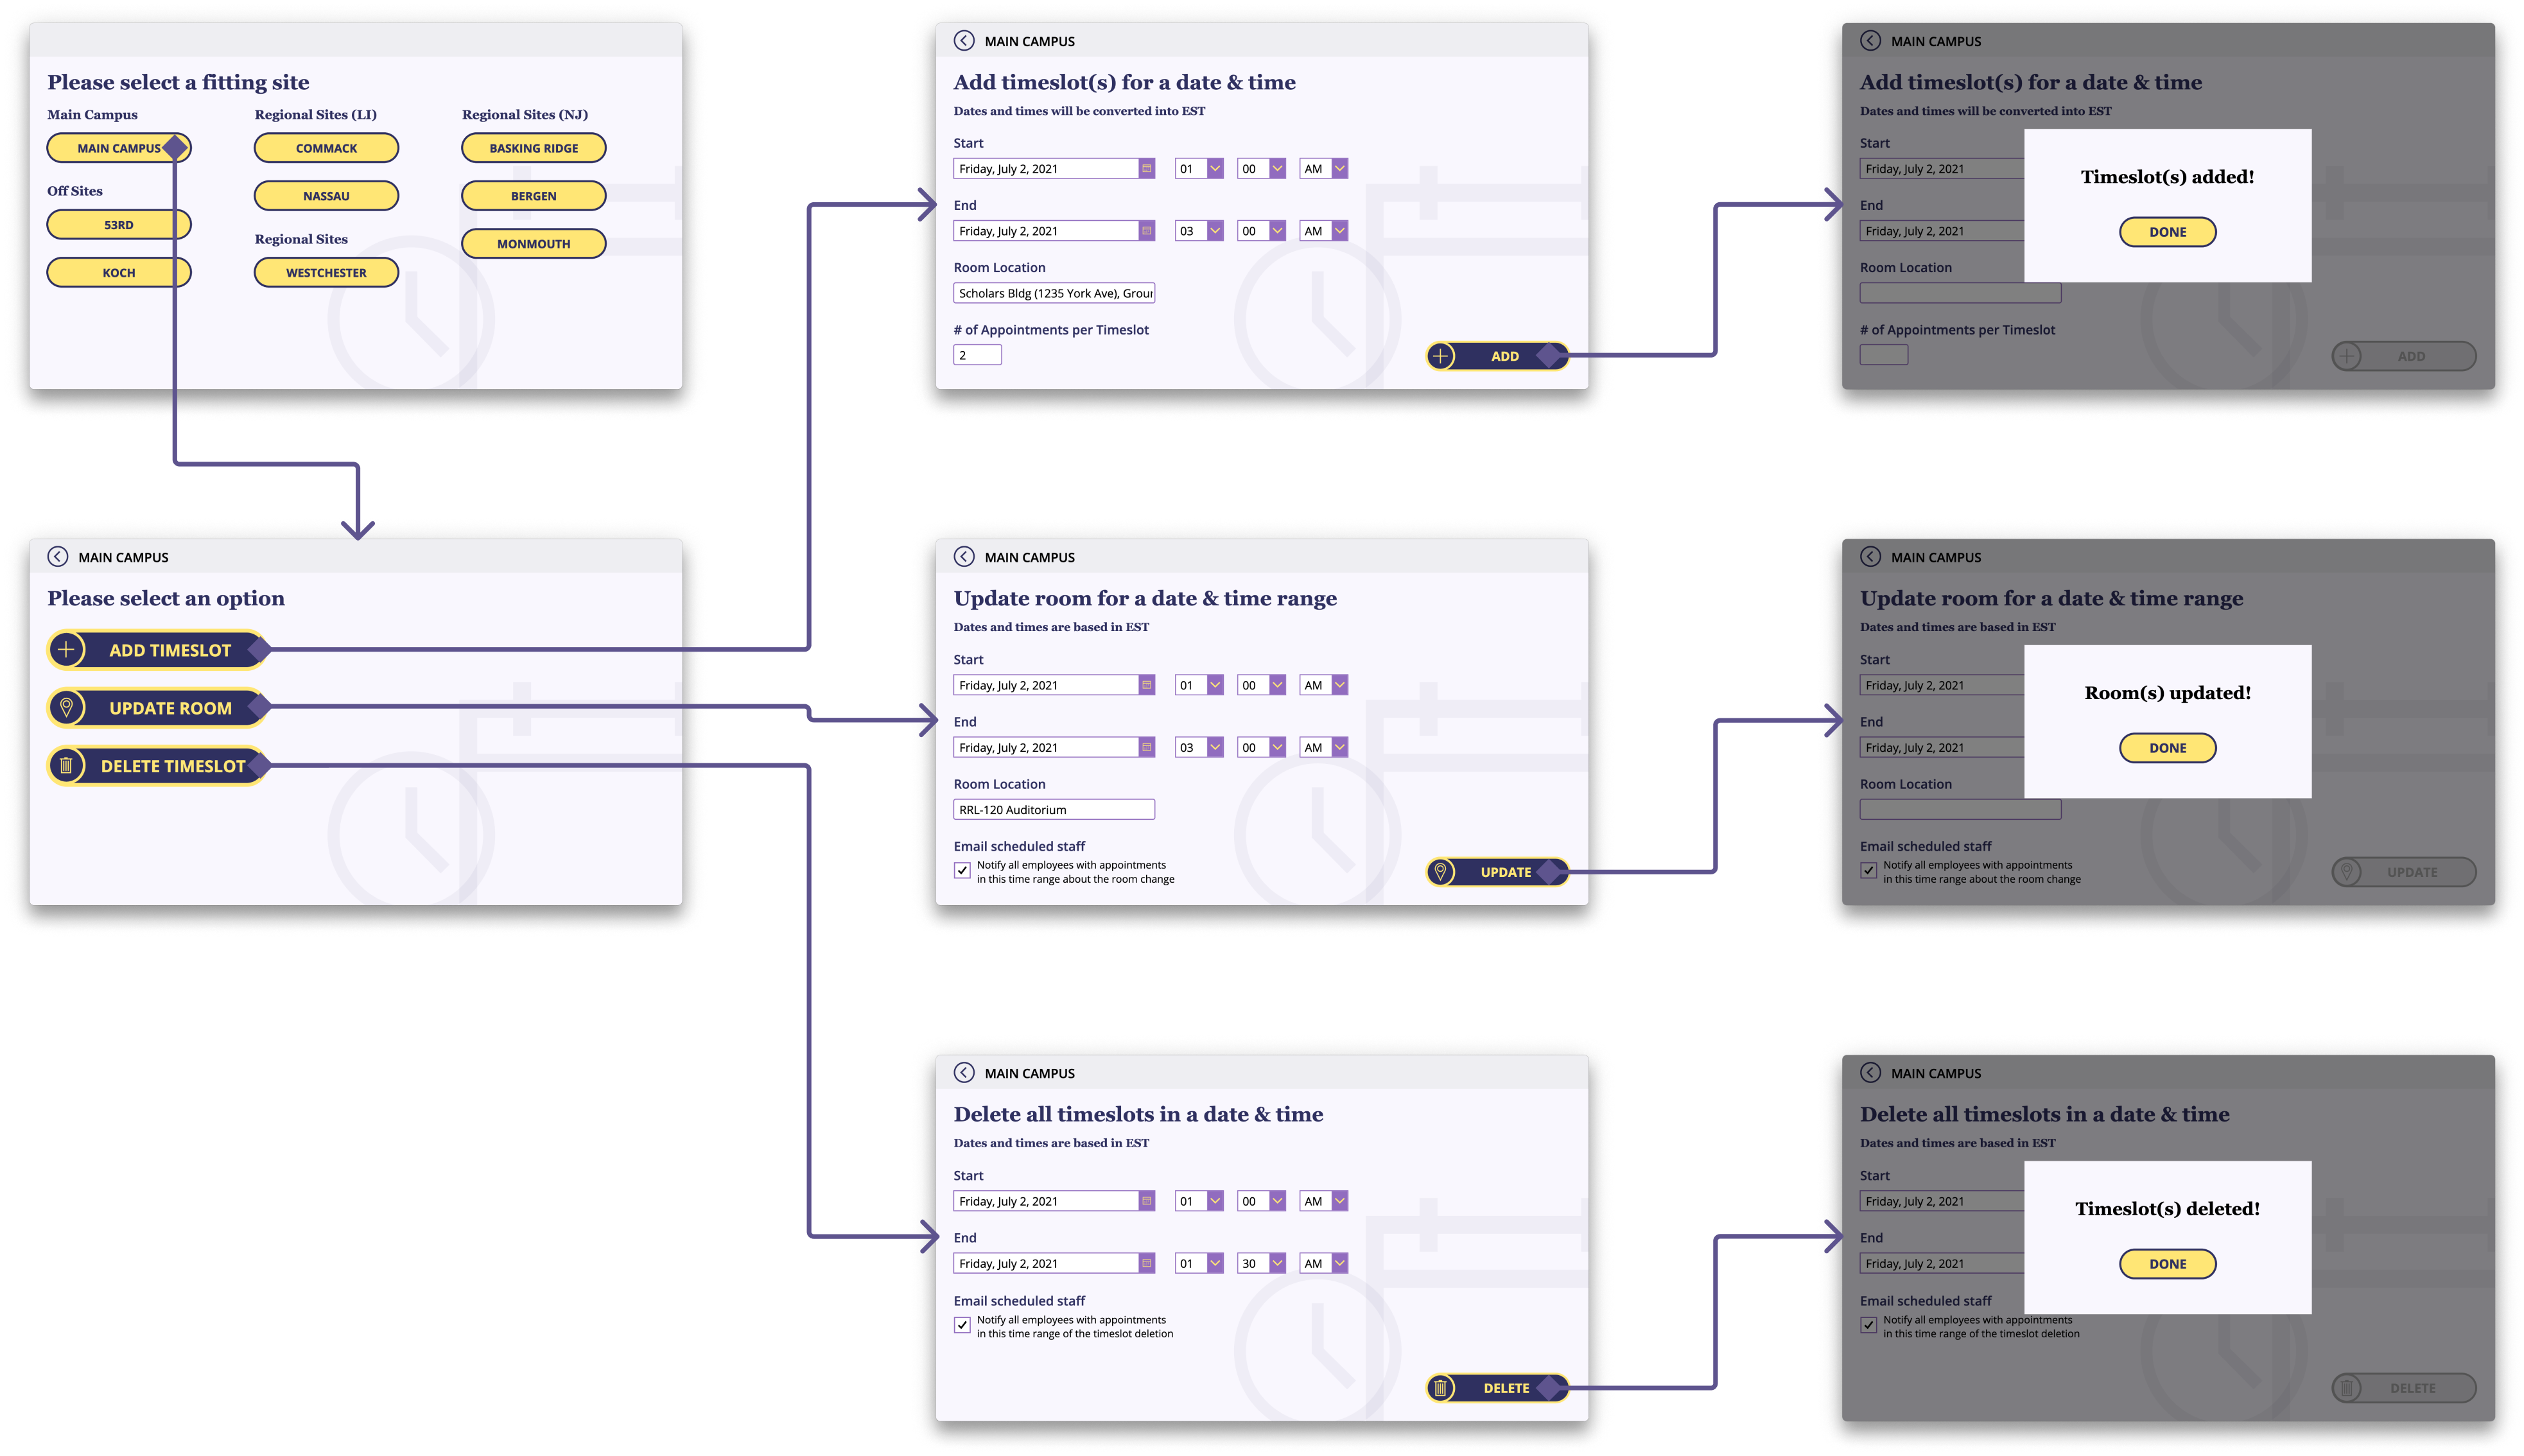 Please select a fitting site
Main Campus
MAIN CAMPUS
Off Sites
53RD
KOCH
Regional Sites (LI)
COMMACK
NASSAU
Regional Sites
WESTCHESTER
Regional Sites (NJ)
BASKING RIDGE
BERGEN
MONMOUTH
MAIN CAMPUS
Add timeslot(s) for a date & time
Dates and times will be converted into EST
Start
Friday, July 2, 2021 01 00 AM
End
Friday, July 2, 2021 03 00 AM
Room Location
Scholars Bldg (1235 York Ave), Grour
# of Appointments per Timeslot
2
ADD
MAIN CAMPUS
Add timeslot(s) for a date & time
Dates and times will be converted into EST
Start
Friday, July 2, 2021
End
Friday, July 2, 2021
Room Location
# of Appointments per Timeslot
ADD
Timeslot(s) added!
DONE
MAIN CAMPUS
Please select an option
ADD TIMESLOT
UPDATE ROOM
DELETE TIMESLOT
MAIN CAMPUS
Update room for a date & time range
Dates and times are based in EST
Start
Friday, July 2, 2021 01 00 AM
End
Friday, July 2, 2021 03 00 AM
Room Location
RRL-120 Auditorium
Email scheduled staff
Notify all employees with appointments
in this time range about the room change
UPDATE
MAIN CAMPUS
Update room for a date & time range
Dates and times are based in EST
Start
Friday, July 2, 2021
End
Friday, July 2, 2021
Room Location
Email scheduled staff
Notify all employees with appointments
in this time range about the room change
UPDATE
Room(s) updated!
DONE
MAIN CAMPUS
Delete all timeslots in a date & time
Dates and times are based in EST
Start
Friday, July 2, 2021 01 00 AM
End
Friday, July 2, 2021 01 30 AM
Email scheduled staff
Notify all employees with appointments
in this time range of the timeslot deletion
DELETE
MAIN CAMPUS
Delete all timeslots in a date & time
Dates and times are based in EST
Start
Friday, July 2, 2021
End
Friday, July 2, 2021
Email scheduled staff
Notify all employees with appointments
in this time range of the timeslot deletion
DELETE
Timeslot(s) deleted!
DONE